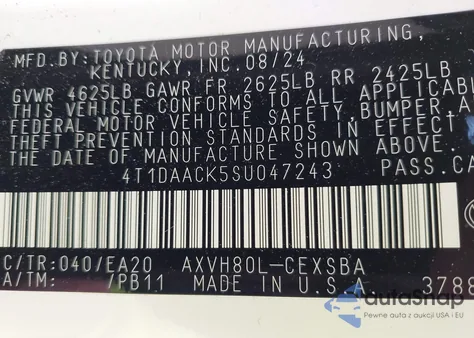 MFD.BY:TOYOTA MOTOR MANUFACTURING,
KENTUCKY,INC.08/24
GVWR 4625LB GAWR FR 2625LB RR 2425LB
THIS VEHICLE CONFORMS TO ALL APPLICABL
FEDERAL MOTOR VEHICLE SAFETY,BUMPER A
THEFT PREVENTION STANDARDS IN EFFECT
THE DATE OF MANUFACTURE SHOWN ABOVE.
4T1DAACK5SU047243 PASS.CA
C/TR:040/EA20 AXVH80L-CEXSBA
A/TM: /PB11 MADE IN U.S.A. 3788
autoSnap
Pewne auta z aukcji USA i EU